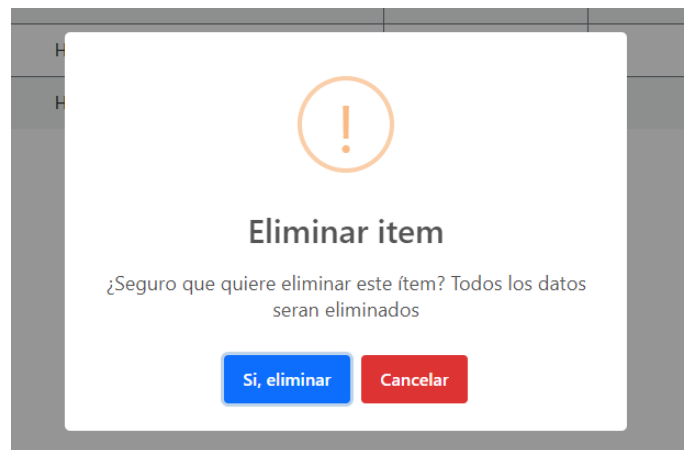 H
H
!
Eliminar item
¿Seguro que quiere eliminar este ítem? Todos los datos
seran eliminados
Si, eliminar
Cancelar